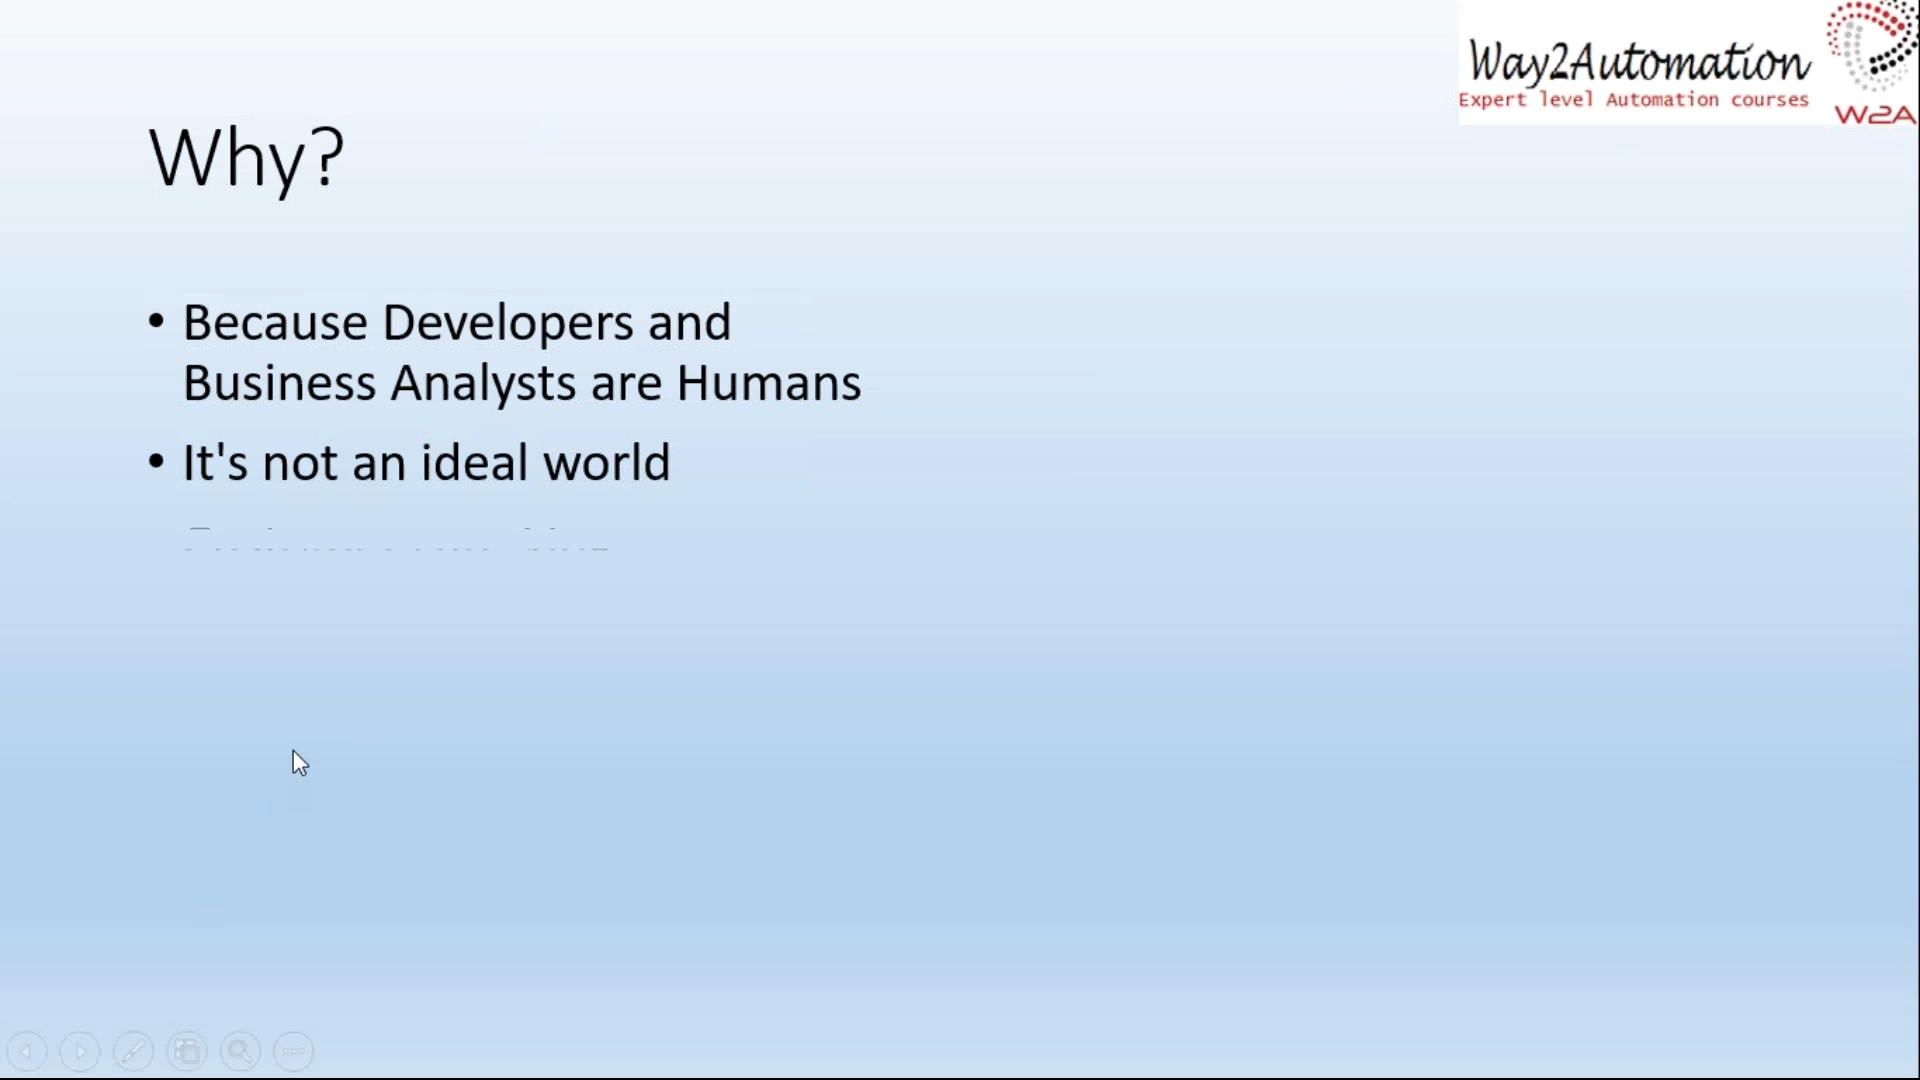 Way2Automation
Expert level Automation courses
W2A
Why?
• Because Developers and
Business Analysts are Humans
• It's not an ideal world